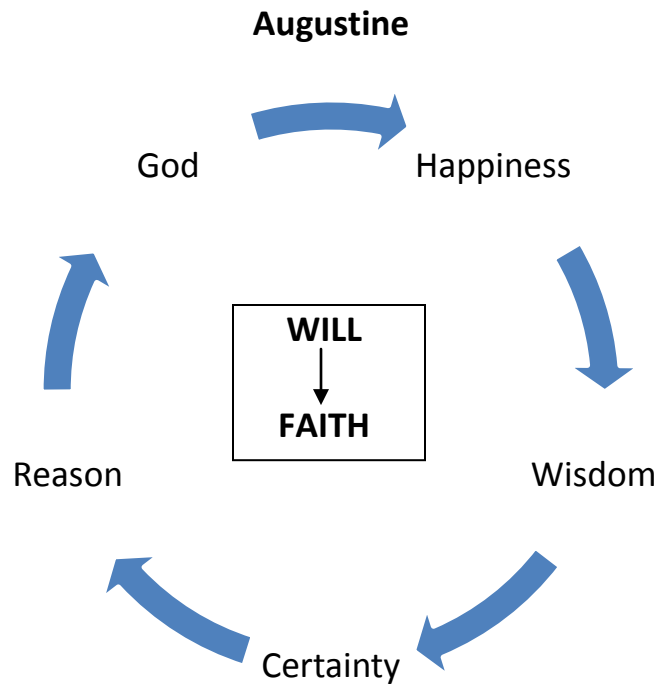 Augustine
God
Happiness
WILL
FAITH
Reason
Wisdom
Certainty